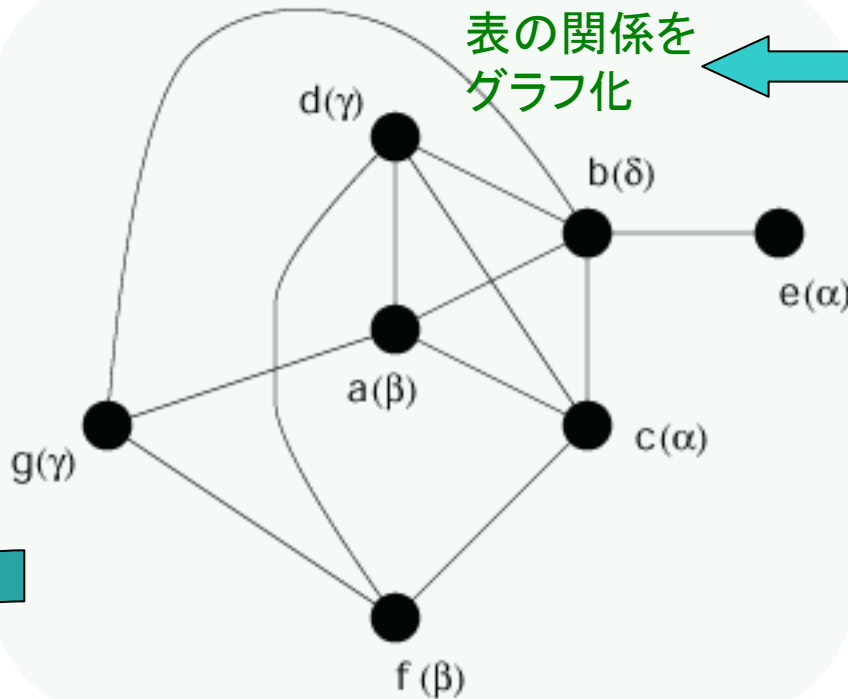 表の関係を
グラフ化
d(γ)
b(δ)
e(α)
a(β)
c(α)
g(γ)
f(β)